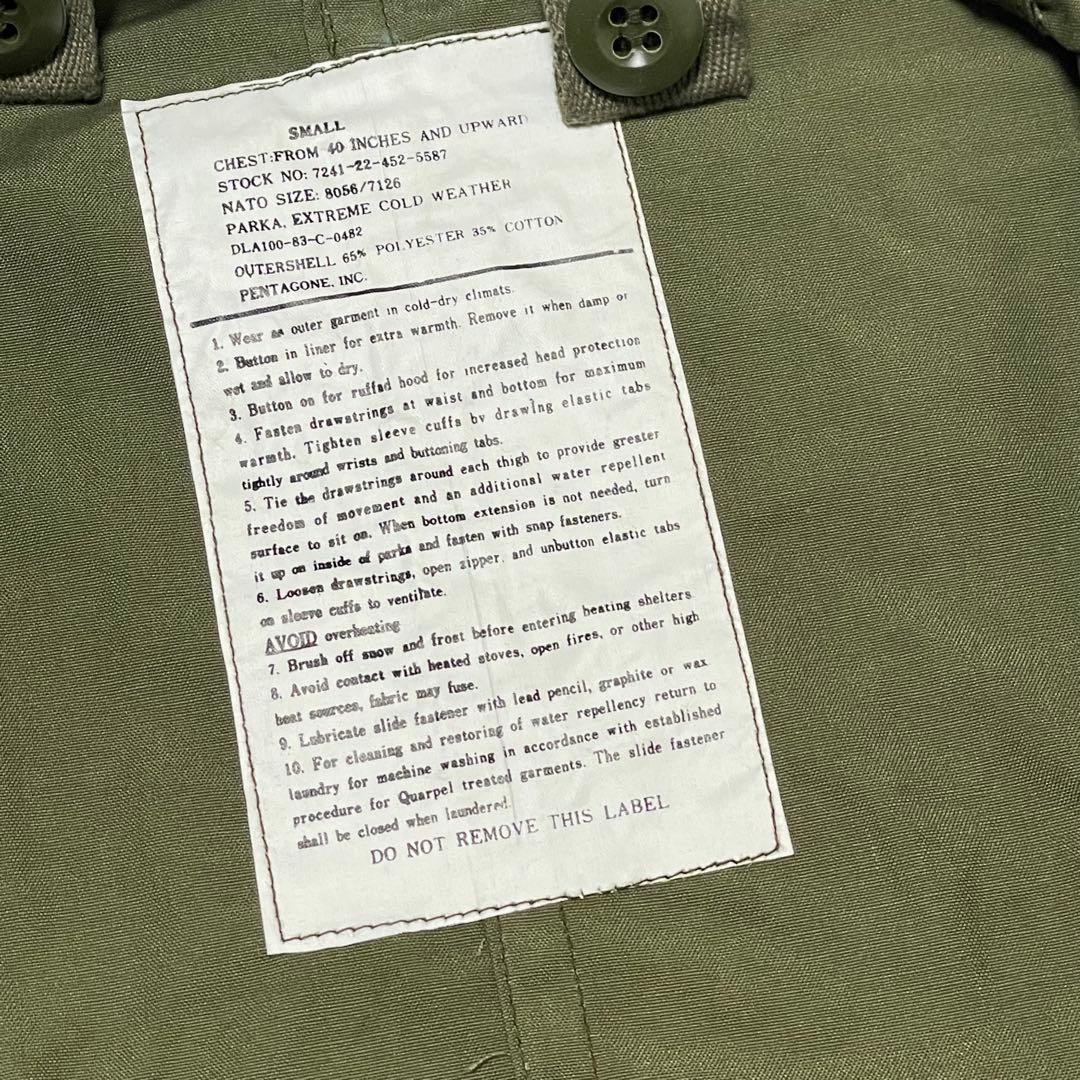 SMALL
CHEST:FROM 40 INCHES AND UPWARD
STOCK NO: 7241-22-452-5587
NATO SIZE: 8056/7126
PARKA, EXTREME COLD WEATHER
DLA100-83-C-0482
OUTERSHELL 65% POLYESTER 35% COTTON
PENTAGONE, INC.
1. Wear as outer garment in cold-dry climats.
2. Button in liner for extra warmth. Remove it when damp or
wet and allow to dry.
3. Button on for ruffad hood for increased head protection
4. Fasten drawstrings at waist and bottom for maximum
warmth. Tighten sleeve cuffs by drawing elastic tabs
tightly around wrists and buttoning tabs.
5. Tie the drawstrings around each thigh to provide greater
freedom of movement and an additional water repellent
surface to sit on. When bottom extension is not needed, turn
it up on inside of parka and fasten with snap fasteners.
6. Loosen drawstrings, open zipper, and unbutton elastic tabs
on sleeve cuffs to ventilate.
AVOID overheating
7. Brush off snow and frost before entering heating shelters
8. Avoid contact with heated stoves, open fires, or other high
heat sources, fabric may fuse.
9. Lubricate slide fastener with lead pencil, graphite or wax
10. For cleaning and restoring of water repellency return to
laundry for machine washing in accordance with established
procedure for Quarpel treated garments. The slide fastener
shall be closed when laundered.
DO NOT REMOVE THIS LABEL